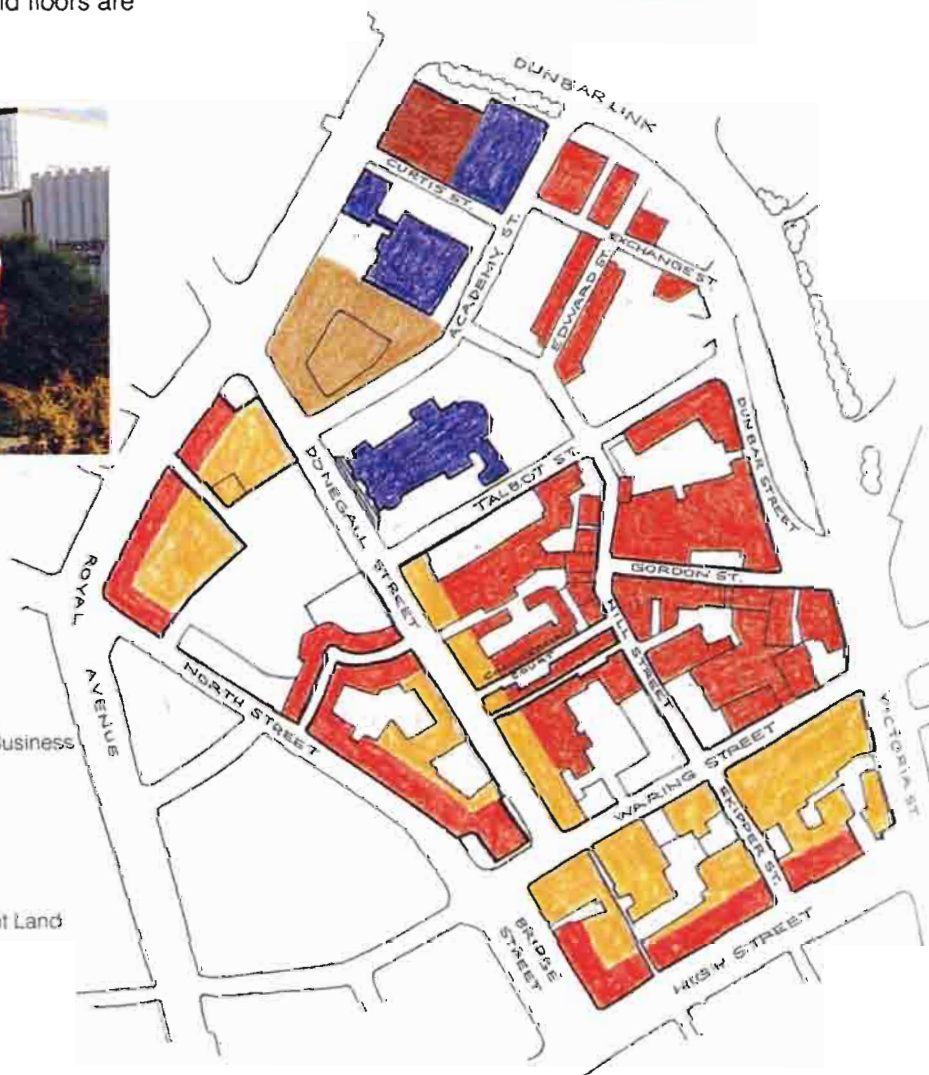 d floors are
DUNBAR LINK
CURTIS ST.
ACADEMY ST.
EXCHANGE ST.
EDWARD ST.
DUNBAR STREET
DONEGALL STREET
TALBOT ST.
GORDON ST.
ROYAL AVENUE
HILL STREET
COURT
NORTH STREET
Business
WARING STREET
VICTORIA ST.
SKIPPER ST.
t Land
BRIDGE STREET
HIGH STREET